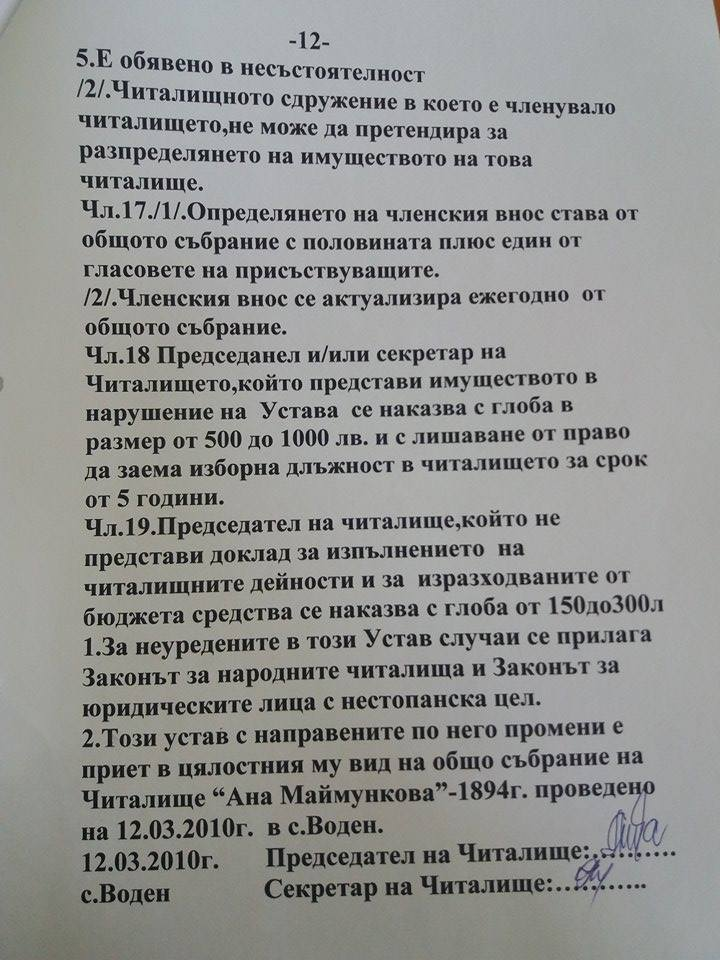 -12-
5.Е обявено в несъстоятелност
/2/.Читалищното сдружение в което е членувало
читалището,не може да претендира за
разпределянето на имуществото на това
читалище.
Чл.17./1/.Определянето на членския внос става от
общото събрание с половината плюс един от
гласовете на присъствуващите.
/2/.Членския внос се актуализира ежегодно от
общото събрание.
Чл.18 Председанел и/или секретар на
Читалището,който представи имуществото в
нарушение на Устава се наказва с глоба в
размер от 500 до 1000 лв. и с лишаване от право
да заема изборна длъжност в читалището за срок
от 5 години.
Чл.19.Председател на читалище,който не
представи доклад за изпълнението на
читалищните дейности и за изразходваните от
бюджета средства се наказва с глоба от 150до300л
1.За неуредените в този Устав случаи се прилага
Законът за народните читалища и Законът за
юридическите лица с нестопанска цел.
2.Този устав с направените по него промени е
приет в цялостния му вид на общо събрание на
Читалище “Ана Маймункова”-1894г. проведено
на 12.03.2010г. в с.Воден.
12.03.2010г. Председател на Читалище:...........
с.Воден Секретар на Читалище:...........